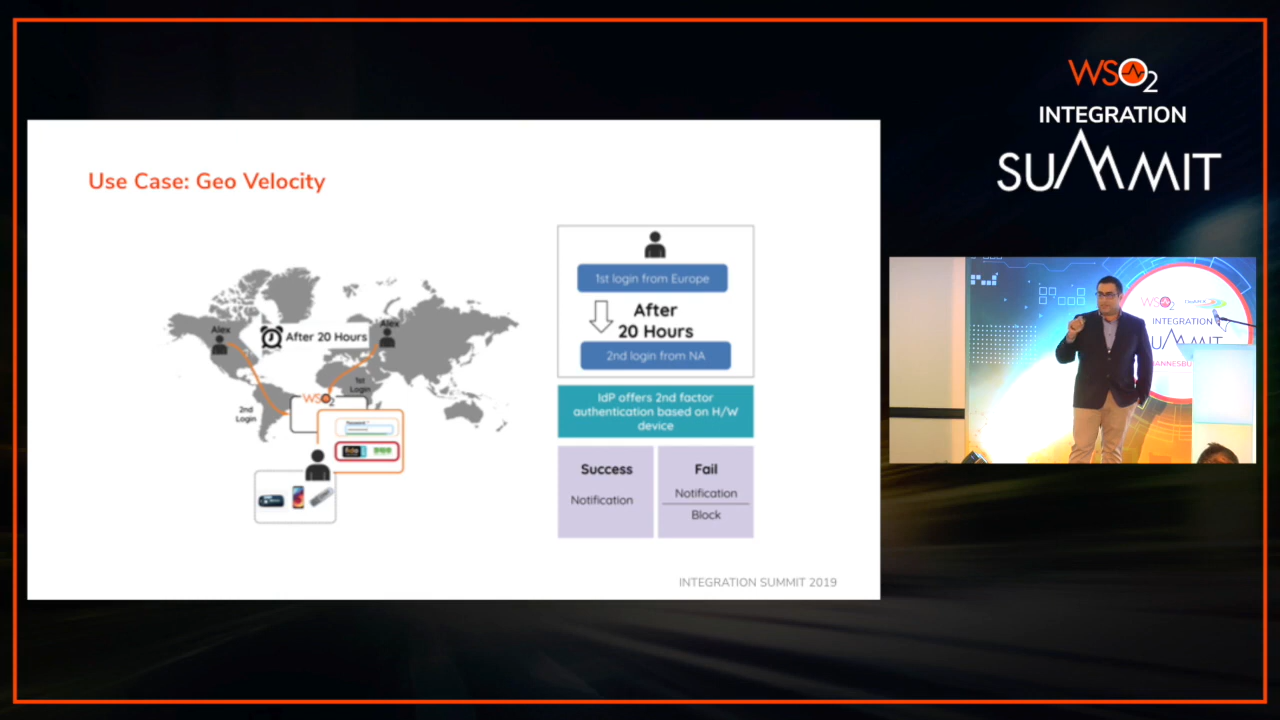 WSO2
INTEGRATION
SUMMIT
Use Case: Geo Velocity
Alex
After 20 Hours
Alex
1st
Login
2nd
Login
WSO2
1st login from Europe
After
20 Hours
2nd login from NA
IdP offers 2nd factor
authentication based on H/W
device
Success
Notification
Fail
Notification
Block
INTEGRATION SUMMIT 2019
WSO2
INTEGRATION